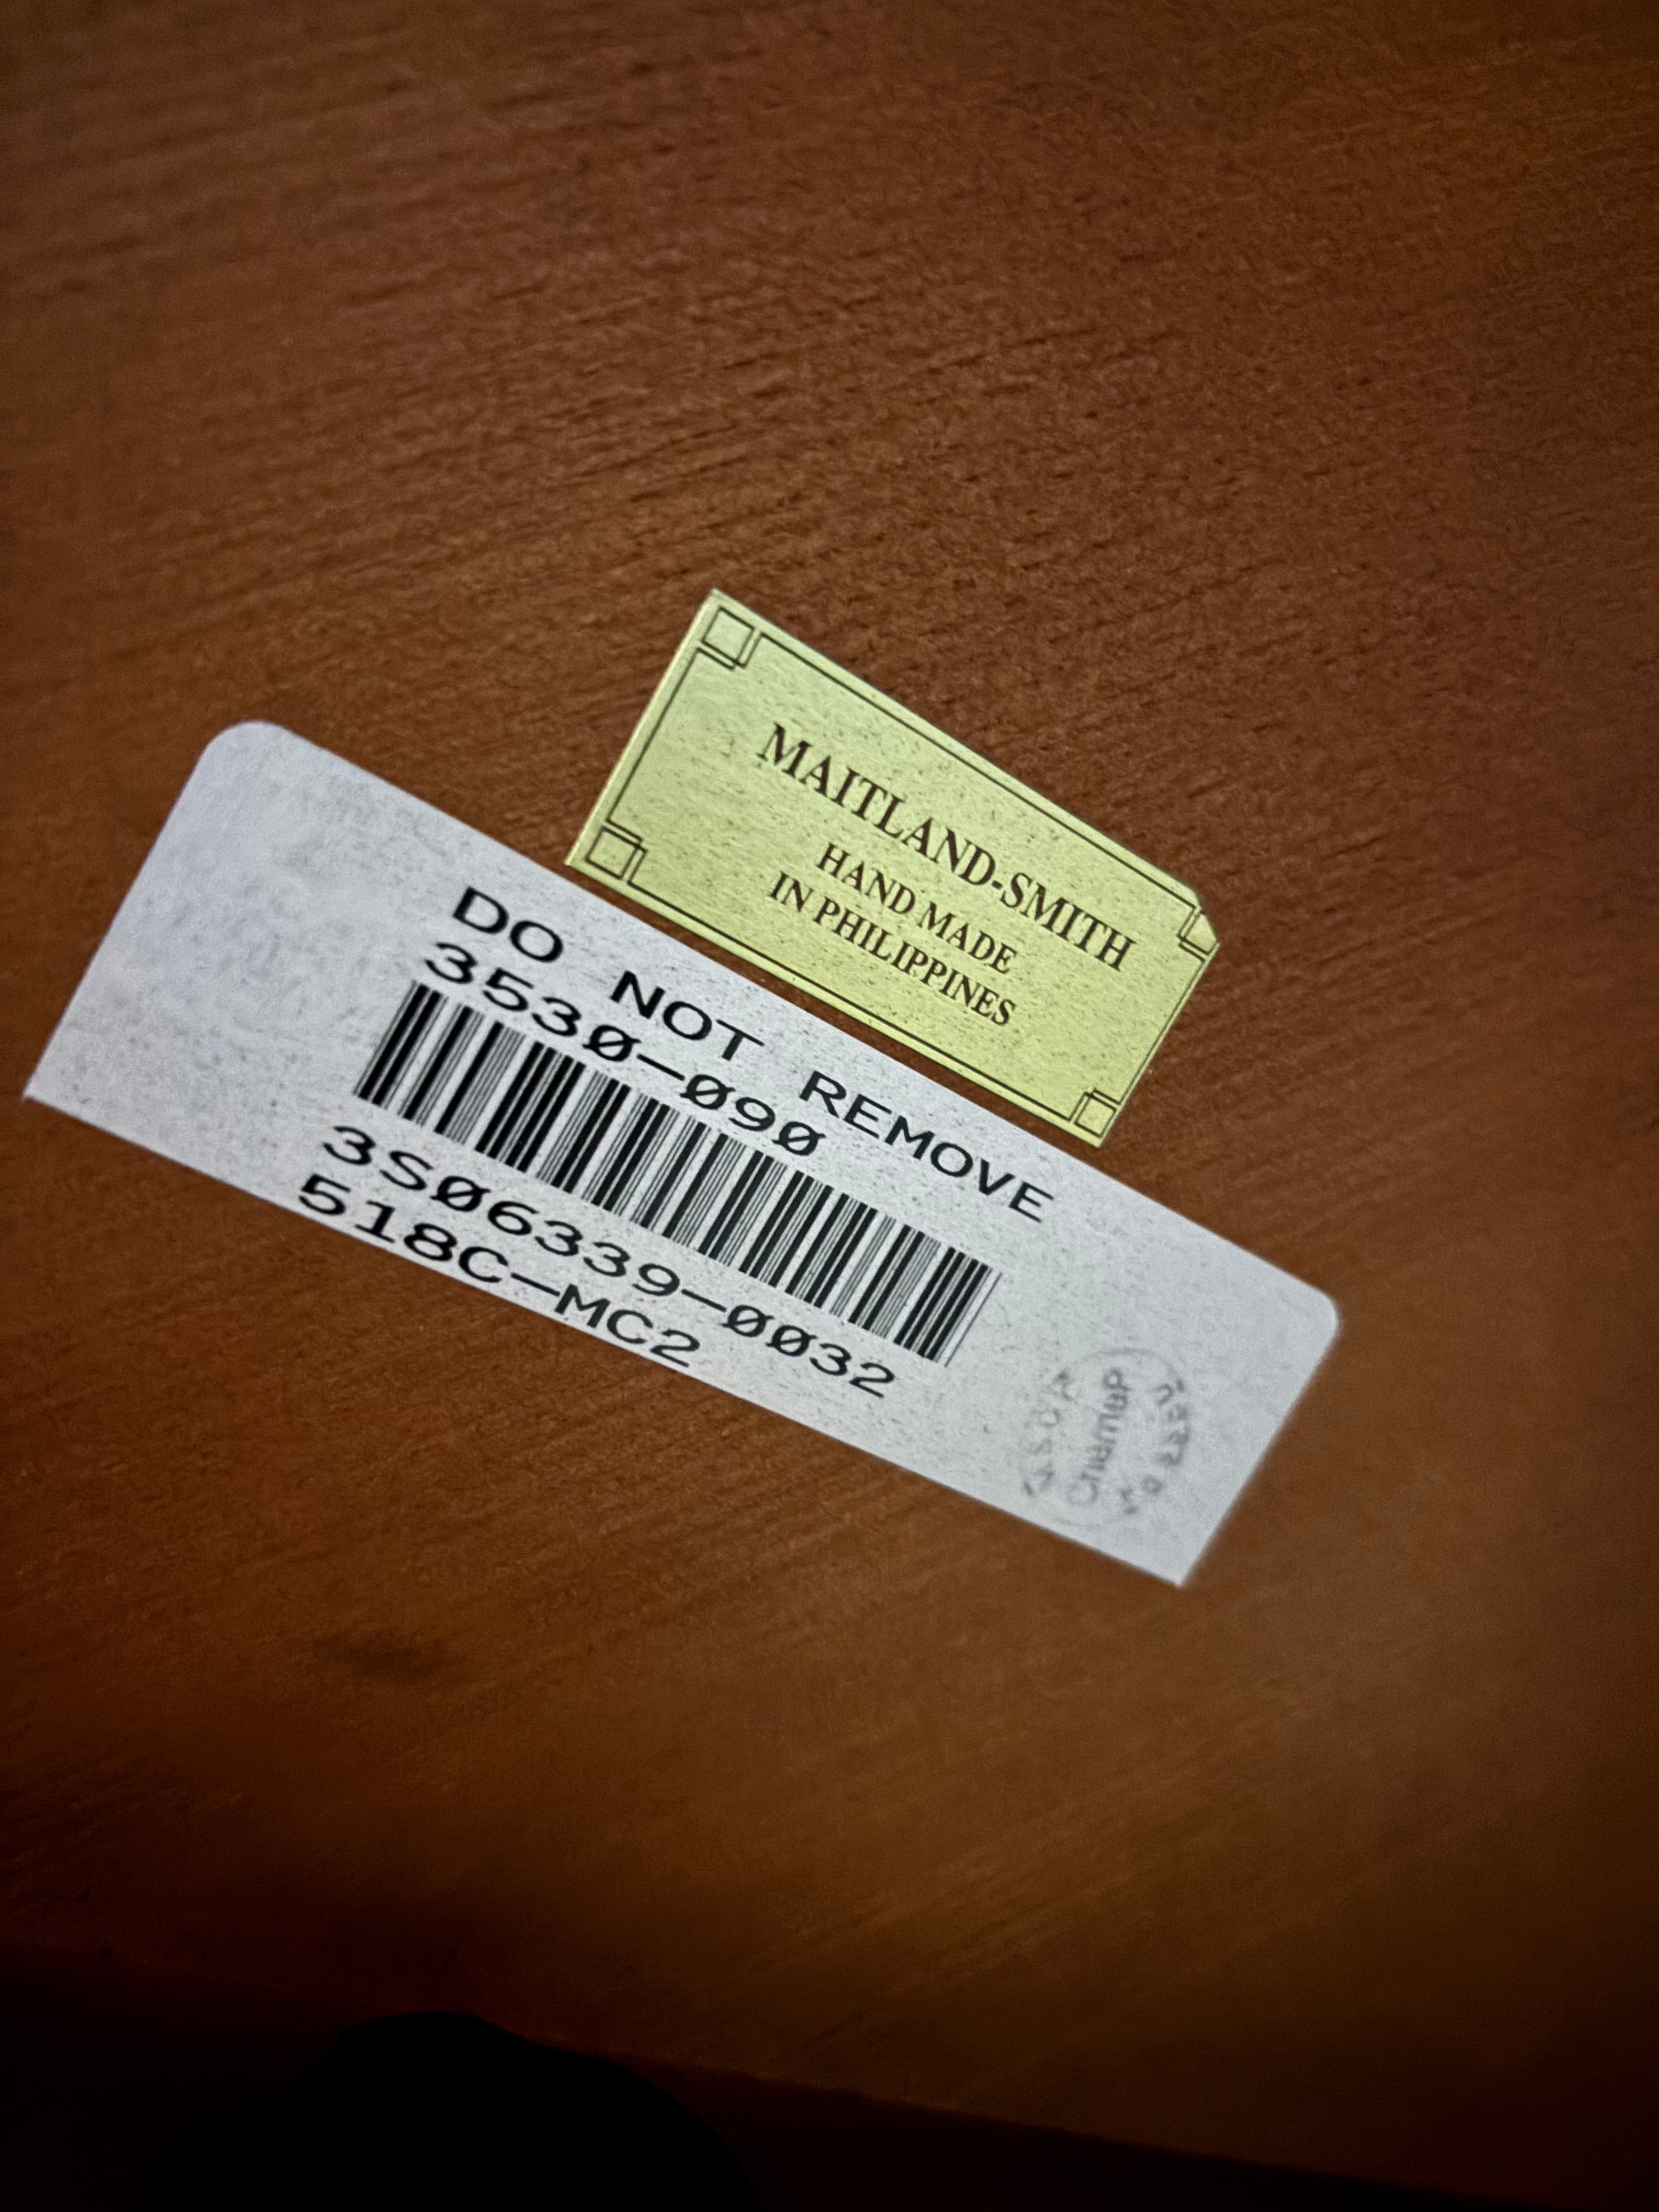 MAITLAND-SMITH
HAND MADE
IN PHILIPPINES
DO NOT REMOVE
3530-090
3S06339-0032
518C-MC2